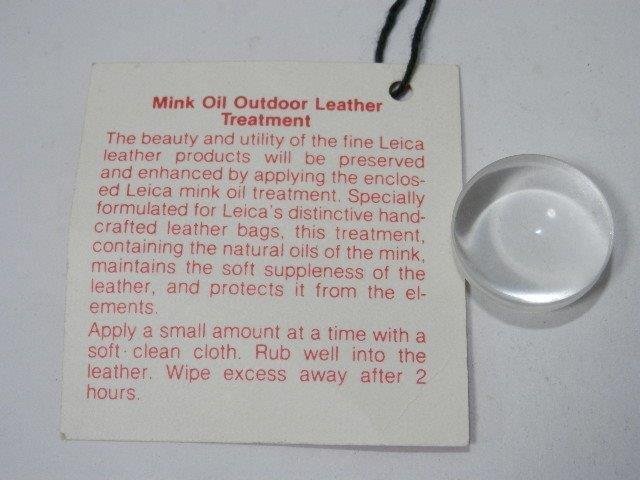 Mink Oil Outdoor Leather
Treatment
The beauty and utility of the fine Leica
leather products will be preserved
and enhanced by applying the enclos-
ed Leica mink oil treatment. Specially
formulated for Leica's distinctive hand-
crafted leather bags, this treatment,
containing the natural oils of the mink,
maintains the soft suppleness of the
leather, and protects it from the el-
ements.
Apply a small amount at a time with a
soft clean cloth. Rub well into the
leather. Wipe excess away after 2
hours.